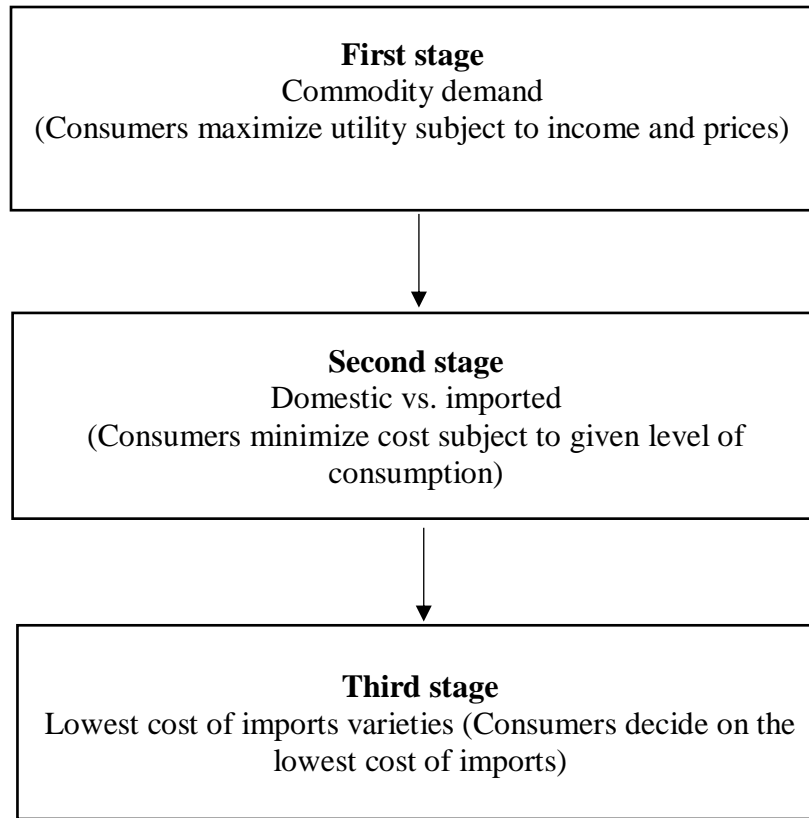 First stage
Commodity demand
(Consumers maximize utility subject to income and prices)
Second stage
Domestic vs. imported
(Consumers minimize cost subject to given level of
consumption)
Third stage
Lowest cost of imports varieties (Consumers decide on the
lowest cost of imports)